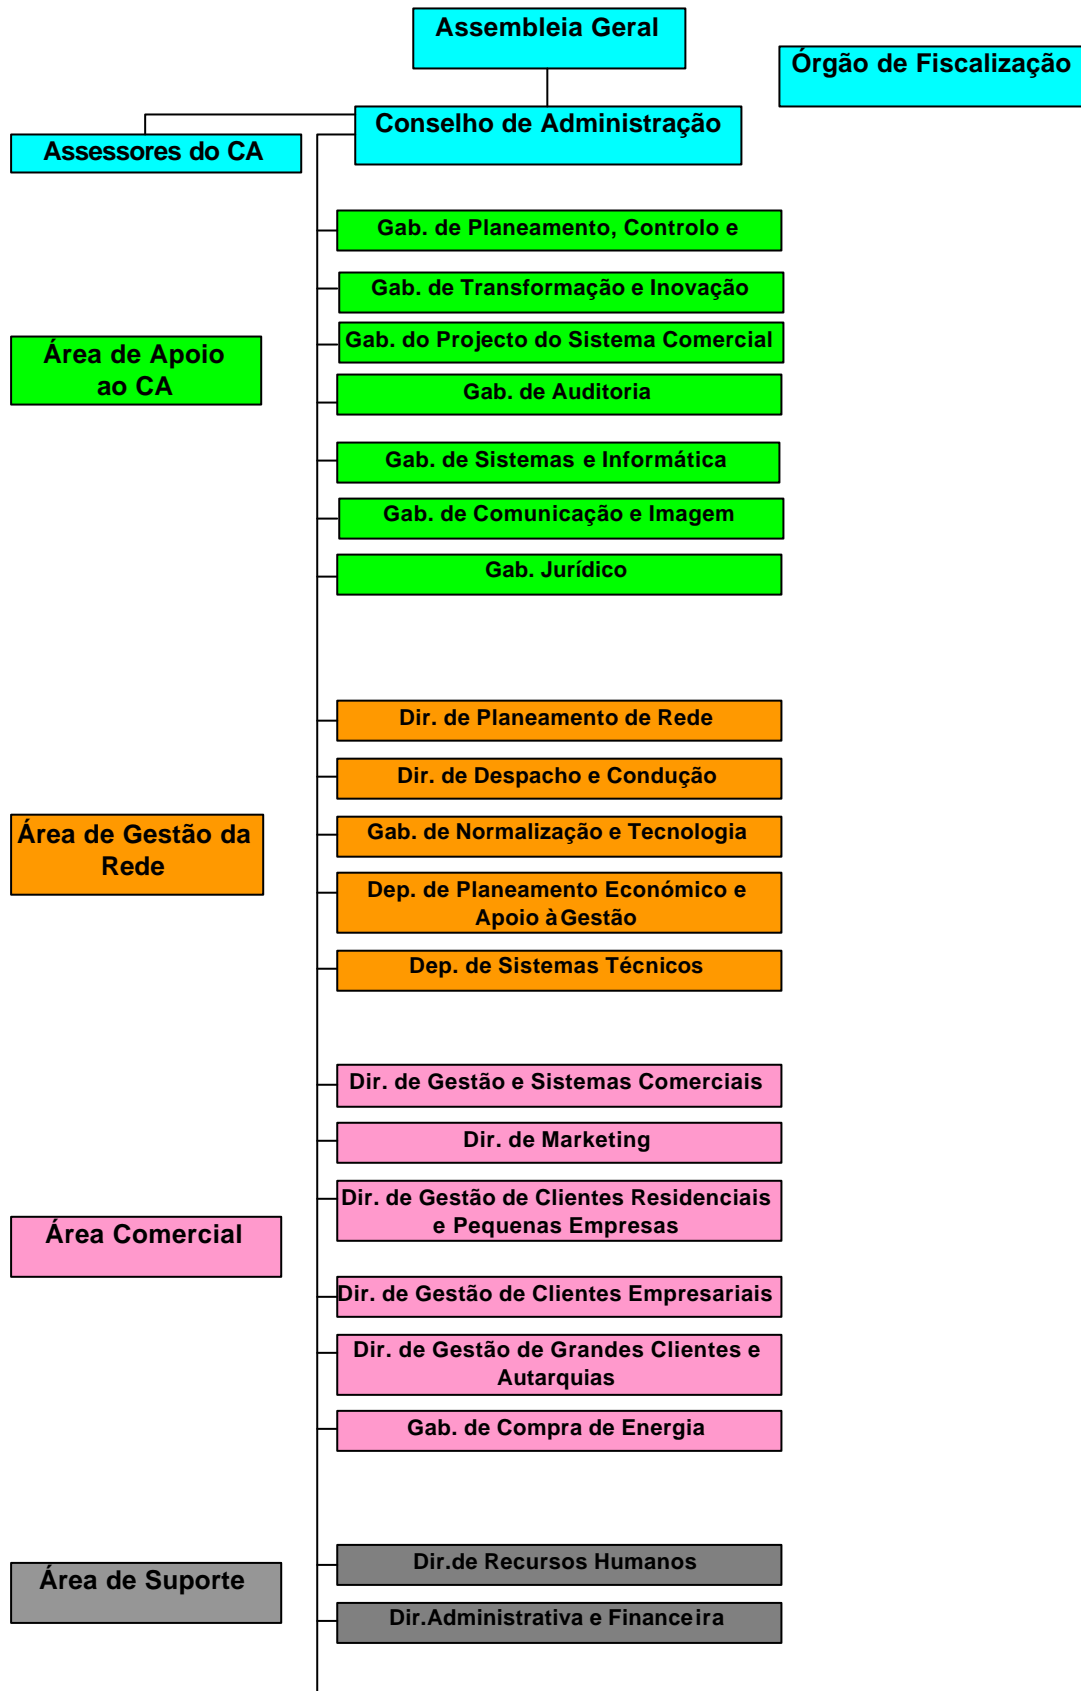 Assembleia Geral
Órgão de Fiscalização
Conselho de Administração
Assessores do CA
Gab. de Planeamento, Controlo e
Gab. de Transformação e Inovação
Gab. do Projecto do Sistema Comercial
Área de Apoio
ao CA
Gab. de Auditoria
Gab. de Sistemas e Informática
Gab. de Comunicação e Imagem
Gab. Jurídico
Dir. de Planeamento de Rede
Dir. de Despacho e Condução
Área de Gestão da
Rede
Gab. de Normalização e Tecnologia
Dep. de Planeamento Económico e
Apoio à Gestão
Dep. de Sistemas Técnicos
Dir. de Gestão e Sistemas Comerciais
Dir. de Marketing
Dir. de Gestão de Clientes Residenciais
e Pequenas Empresas
Área Comercial
Dir. de Gestão de Clientes Empresariais
Dir. de Gestão de Grandes Clientes e
Autarquias
Gab. de Compra de Energia
Área de Suporte
Dir.de Recursos Humanos
Dir.Administrativa e Financeira